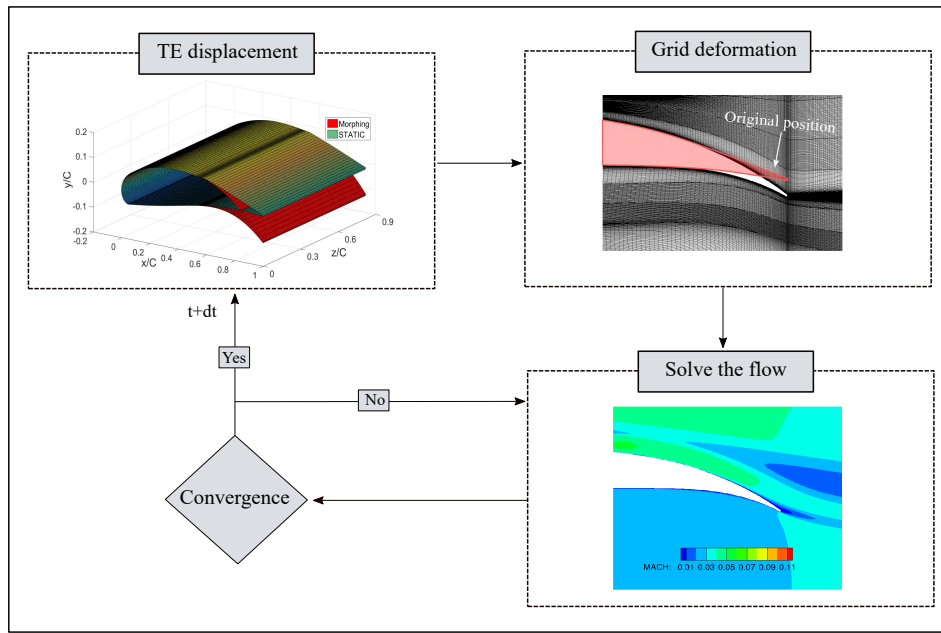 TE displacement
Grid deformation
Morphing
STATIC
0.2
0.1
0
-0.1
-0.2
y/C
-0.2
0
0.2
0.4
0.6
0.8
1
x/C
0
0.3
0.6
0.9
z/C
Original position
t+dt
Yes
No
Solve the flow
Convergence
MACH: 0.01 0.03 0.05 0.07 0.09 0.11